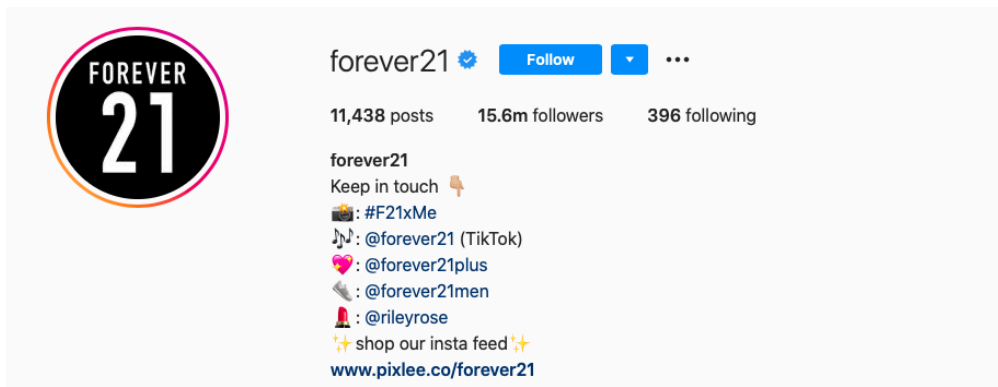 FOREVER
21
forever21 Follow
11,438 posts 15.6m followers 396 following
forever21
Keep in touch 👇🏼
📸: #F21xMe
🎶: @forever21 (TikTok)
💖: @forever21plus
👟: @forever21men
💄: @rileyrose
✨shop our insta feed✨
www.pixlee.co/forever21